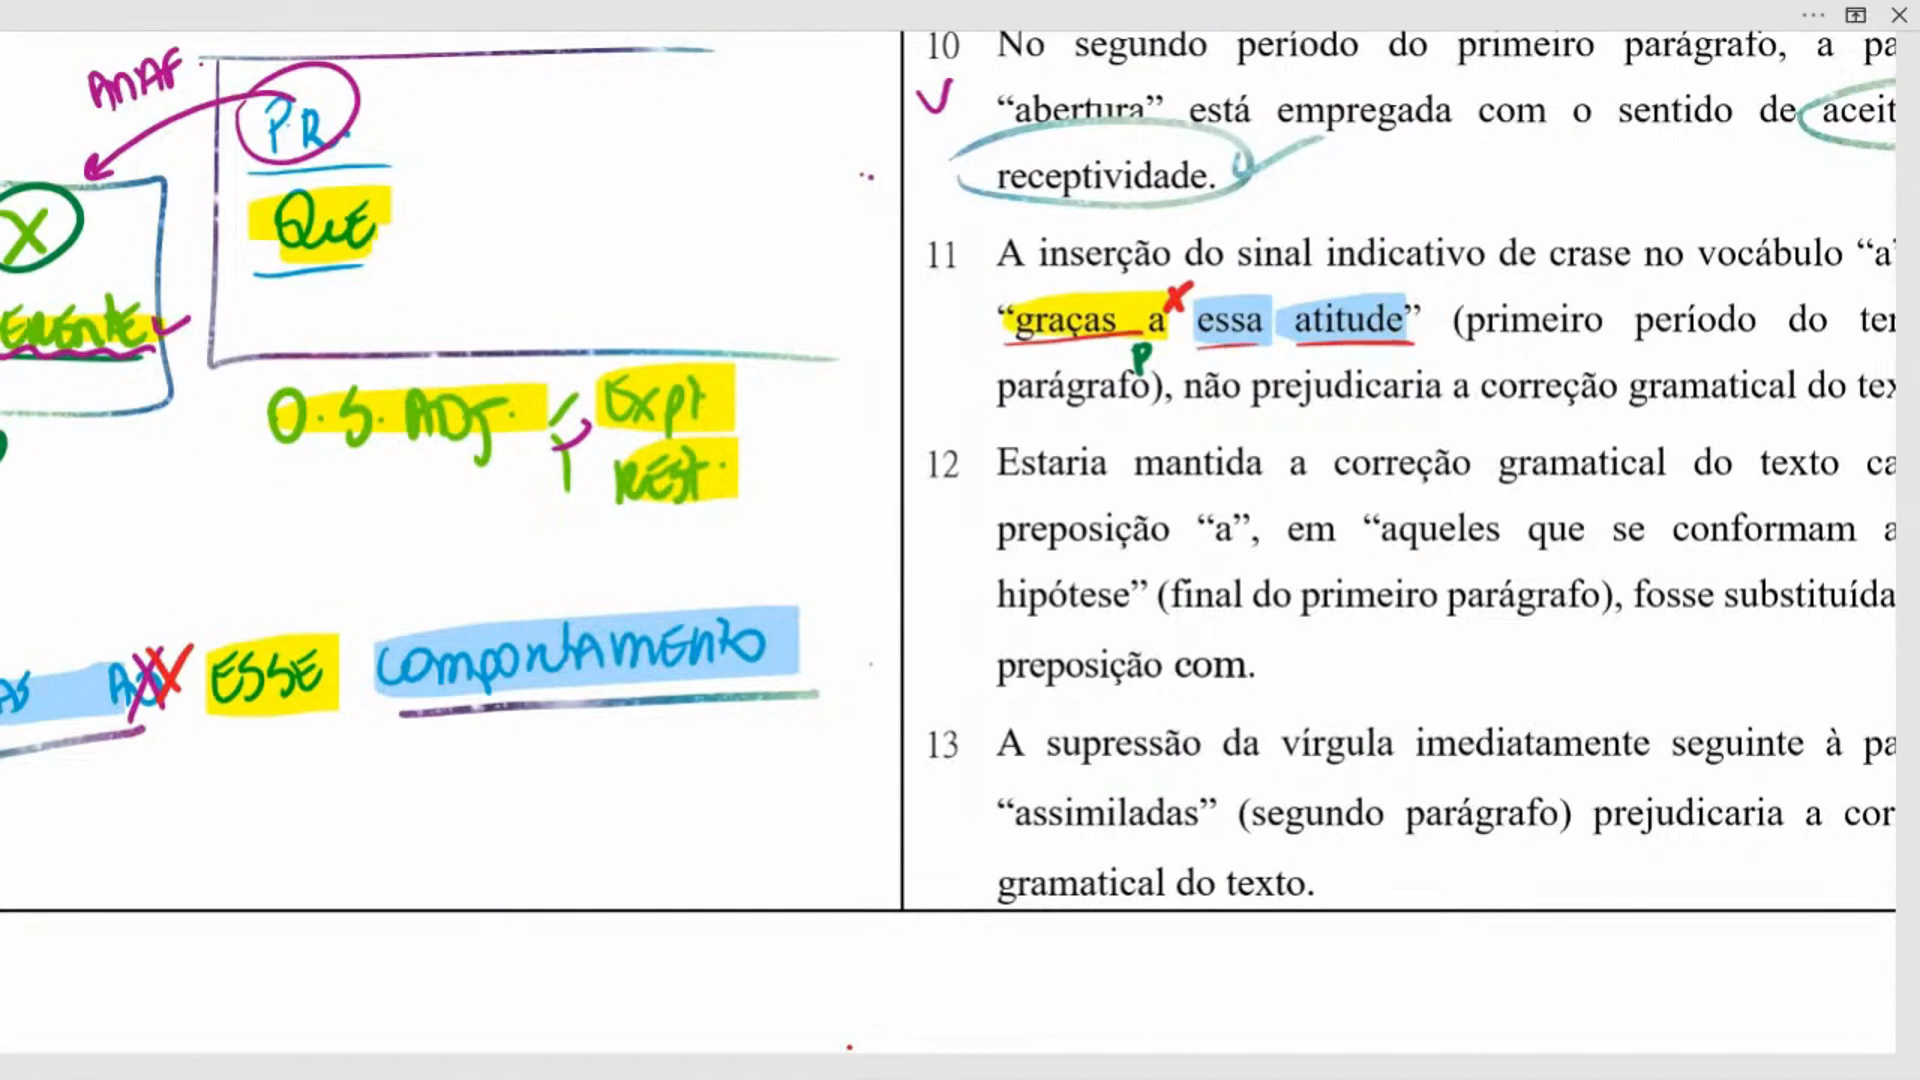 ANAF
P.R.
QUE
X
ERENTE
O. S. ADJ.
Expl
REst.
ESSE COMPORTAMENTO
10 No segundo período do primeiro parágrafo, a pa
“abertura” está empregada com o sentido de aceit
receptividade.
11 A inserção do sinal indicativo de crase no vocábulo “a”
“graças a essa atitude” (primeiro período do ter
P
parágrafo), não prejudicaria a correção gramatical do tex
12 Estaria mantida a correção gramatical do texto ca
preposição “a”, em “aqueles que se conformam a
hipótese” (final do primeiro parágrafo), fosse substituída
preposição com.
13 A supressão da vírgula imediatamente seguinte à pa
“assimiladas” (segundo parágrafo) prejudicaria a cor
gramatical do texto.